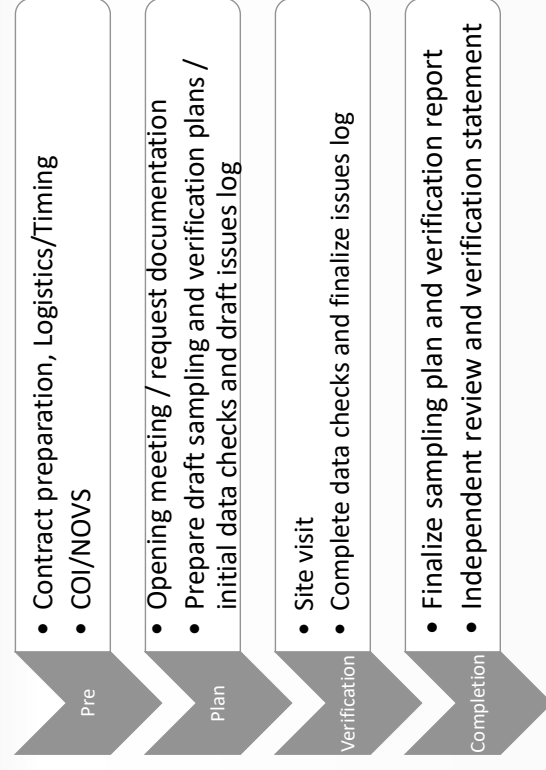 Pre
• Contract preparation, Logistics/Timing
• COI/NOVS
Plan
• Opening meeting / request documentation
• Prepare draft sampling and verification plans /
initial data checks and draft issues log
Verification
• Site visit
• Complete data checks and finalize issues log
Completion
• Finalize sampling plan and verification report
• Independent review and verification statement